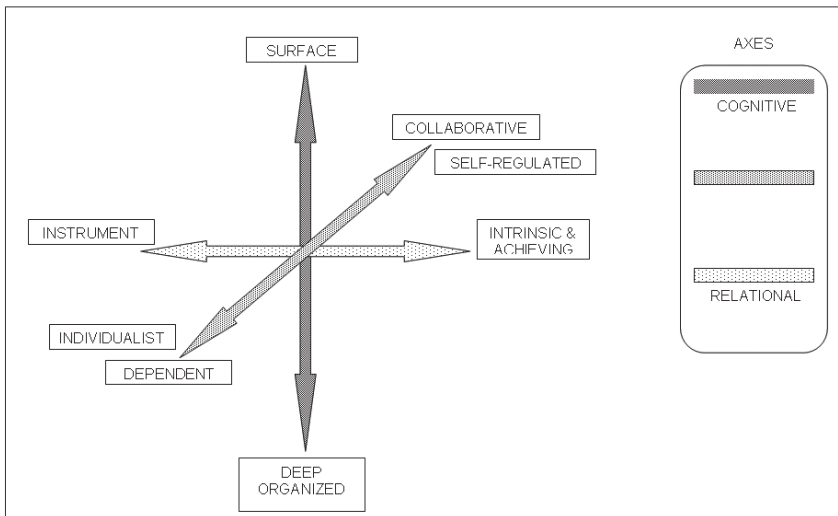 SURFACE
AXES
COGNITIVE
COLLABORATIVE
SELF-REGULATED
INSTRUMENT
INTRINSIC &
ACHIEVING
RELATIONAL
INDIVIDUALIST
DEPENDENT
DEEP
ORGANIZED